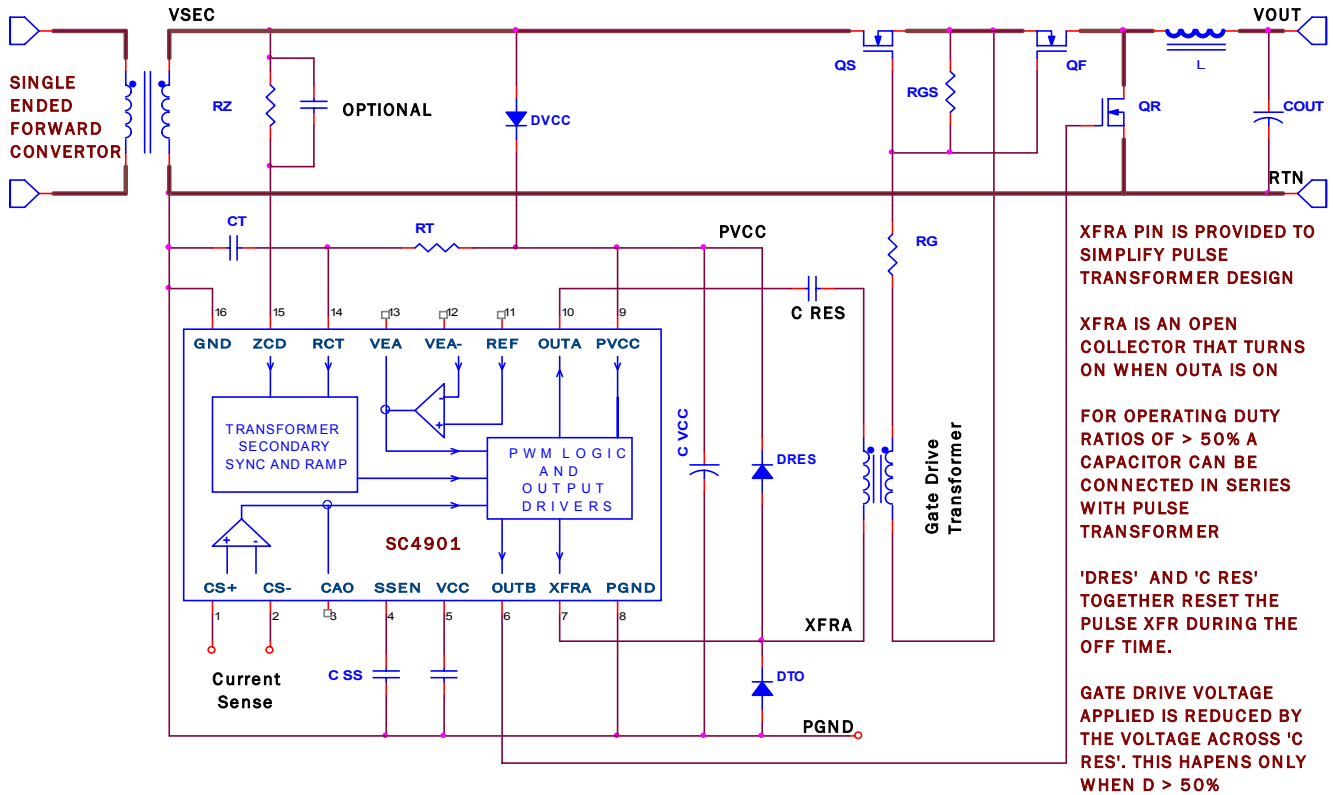 VSEC
VOUT
SINGLE
ENDED
FORWARD
CONVERTOR
RZ
OPTIONAL
DVCC
QS
RGS
QF
L
QR
COUT
RTN
CT
RT
PVCC
RG
C RES
16
15
14
13
12
11
10
9
GND
ZCD
RCT
VEA
VEA-
REF
OUTA
PVCC
TRANSFORMER
SECONDARY
SYNC AND RAMP
-
+
PWM LOGIC
AND
OUTPUT
DRIVERS
+
-
SC4901
CS+
CS-
CAO
SSEN
VCC
OUTB
XFRA
PGND
1
2
3
4
5
6
7
8
Current
Sense
C SS
C VCC
DRES
Gate Drive
Transformer
XFRA
DTO
PGND
XFRA PIN IS PROVIDED TO
SIMPLIFY PULSE
TRANSFORMER DESIGN
XFRA IS AN OPEN
COLLECTOR THAT TURNS
ON WHEN OUTA IS ON
FOR OPERATING DUTY
RATIOS OF > 50% A
CAPACITOR CAN BE
CONNECTED IN SERIES
WITH PULSE
TRANSFORMER
'DRES' AND 'C RES'
TOGETHER RESET THE
PULSE XFR DURING THE
OFF TIME.
GATE DRIVE VOLTAGE
APPLIED IS REDUCED BY
THE VOLTAGE ACROSS 'C
RES'. THIS HAPENS ONLY
WHEN D > 50%